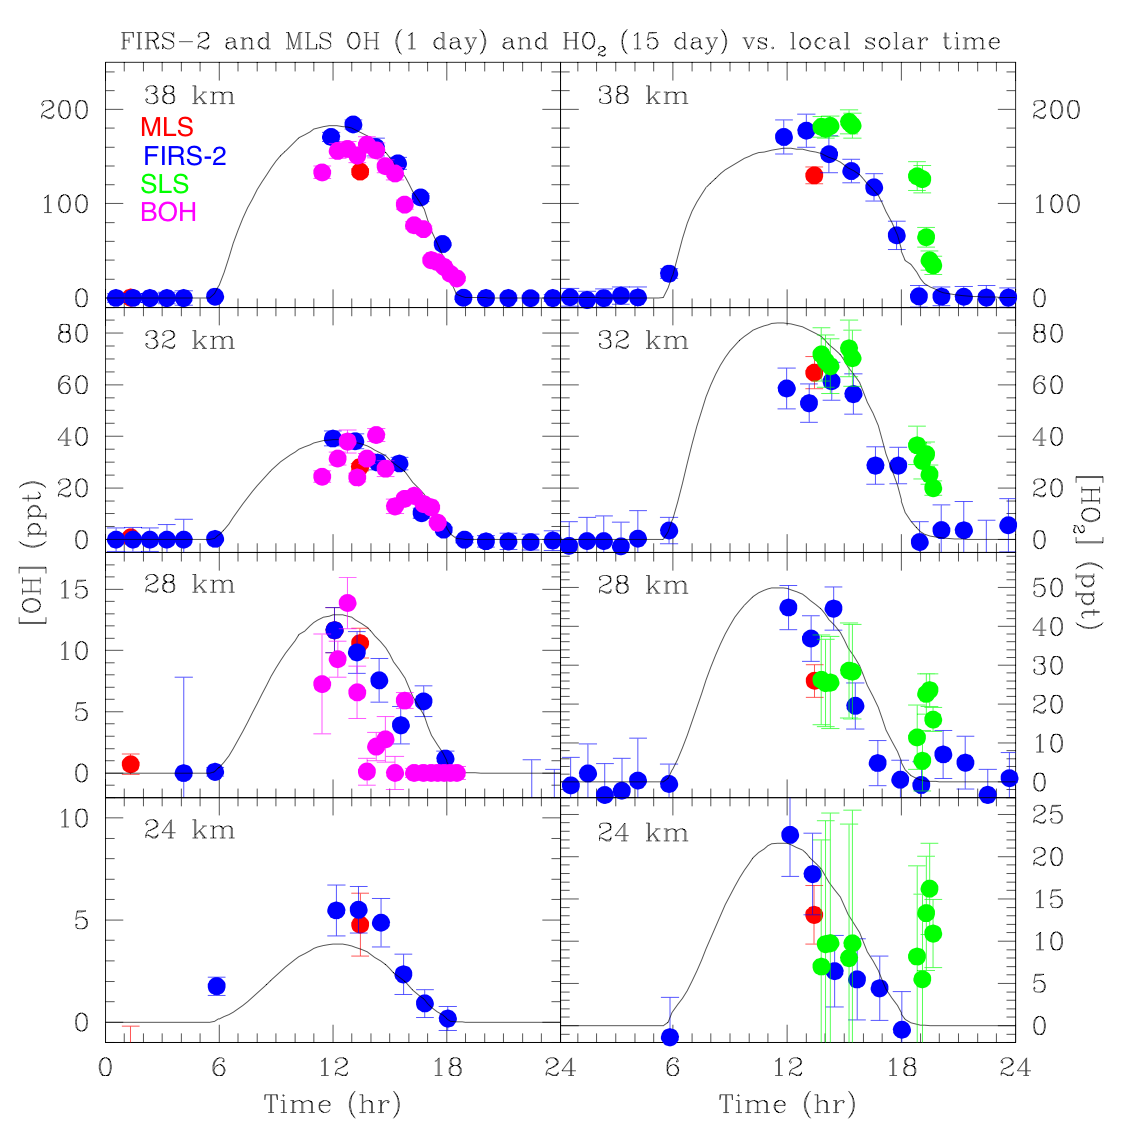 FIRS-2 and MLS OH (1 day) and HO2 (15 day) vs. local solar time
38 km
MLS
FIRS-2
SLS
BOH
200
100
0
38 km
200
100
0
32 km
80
60
40
20
0
32 km
80
60
40
20
0
[OH] (ppt)
[HO2] (ppt)
28 km
15
10
5
0
28 km
50
40
30
20
10
0
24 km
10
5
0
24 km
25
20
15
10
5
0
0 6 12 18 24 6 12 18 24
Time (hr) Time (hr)